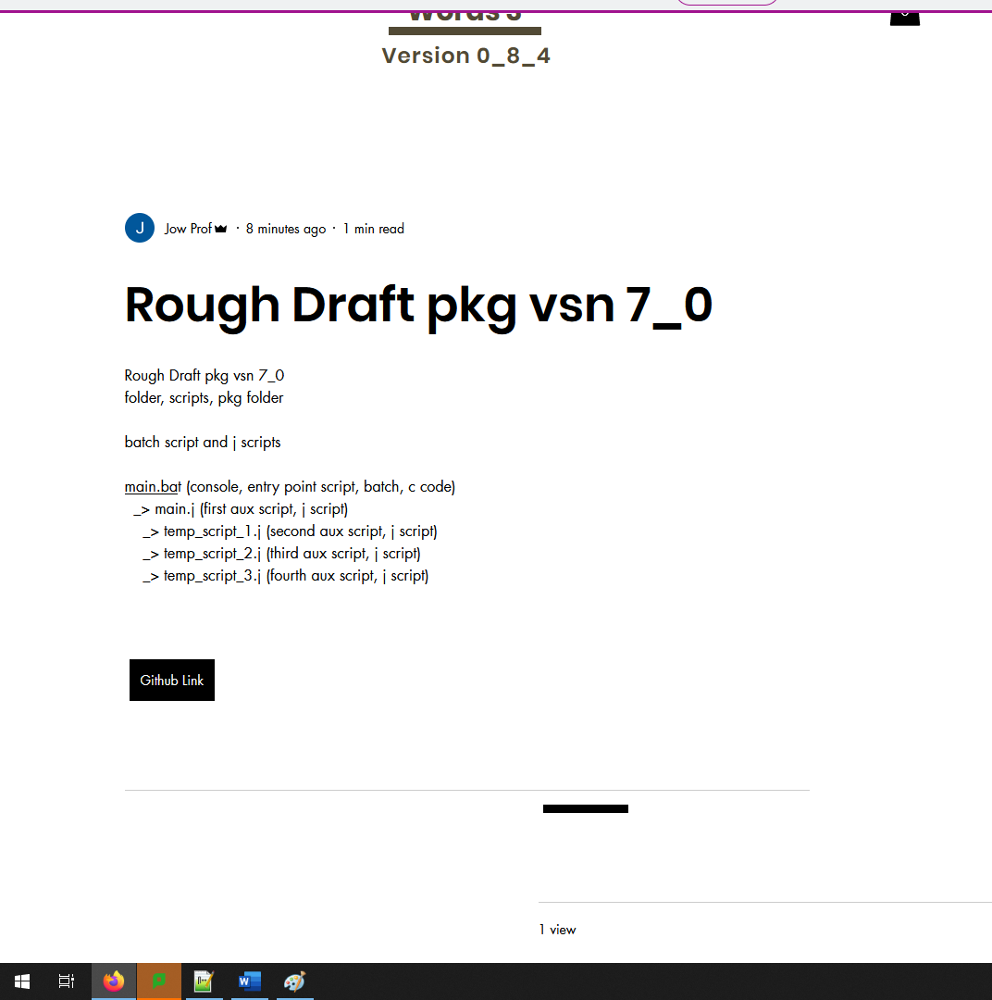 Words 3
Version 0_8_4
J
Jow Prof · 8 minutes ago · 1 min read
Rough Draft pkg vsn 7_0
Rough Draft pkg vsn 7_0
folder, scripts, pkg folder
batch script and j scripts
main.bat (console, entry point script, batch, c code)
_> main.j (first aux script, j script)
_> temp_script_1.j (second aux script, j script)
_> temp_script_2.j (third aux script, j script)
_> temp_script_3.j (fourth aux script, j script)
Github Link
1 view